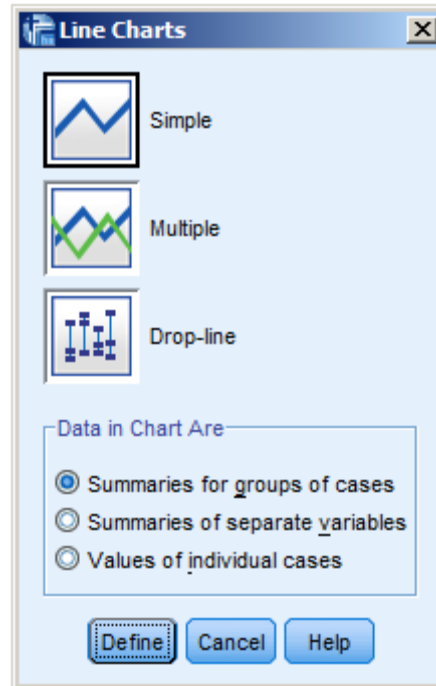 Line Charts
Simple
Multiple
Drop-line
Data in Chart Are
Summaries for groups of cases
Summaries of separate variables
Values of individual cases
Define Cancel Help